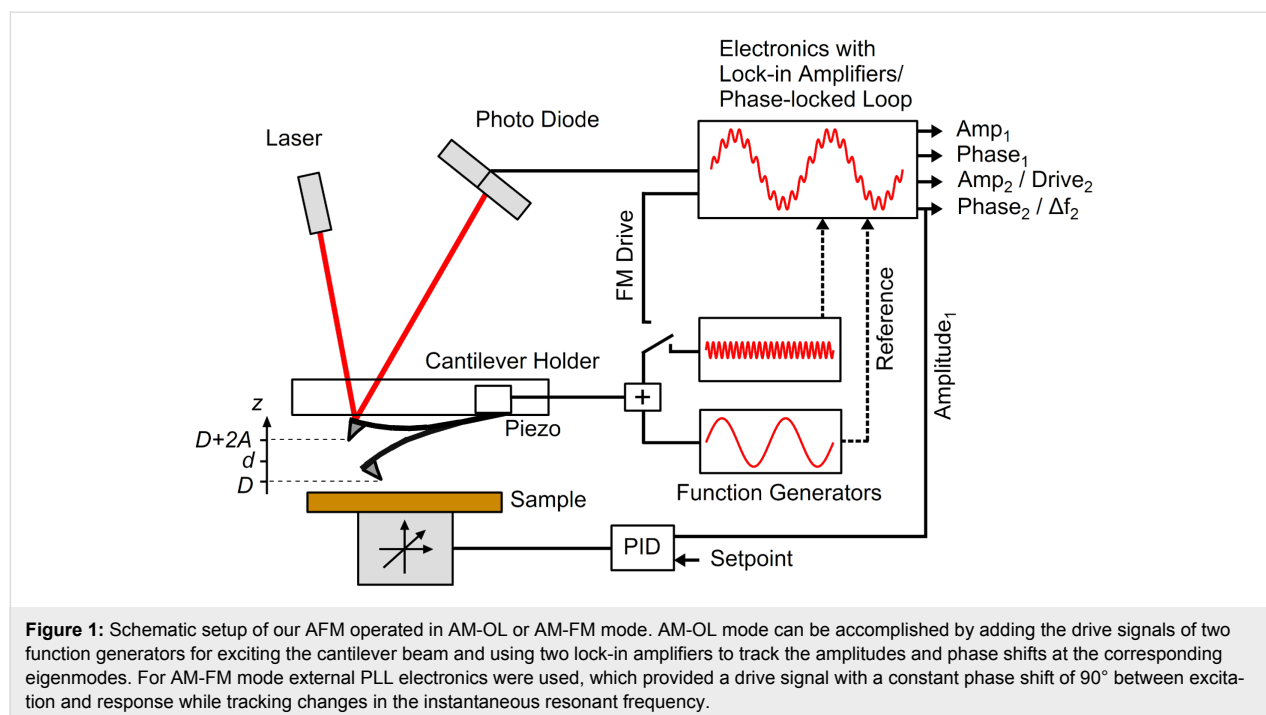 Electronics with
Lock-in Amplifiers/
Phase-locked Loop
Laser
Photo Diode
Amp₁
Phase₁
Amp₂ / Drive₂
Phase₂ / Δf₂
FM Drive
Reference
Amplitude₁
Cantilever Holder
+
Piezo
z
D+2A
d
D
Function Generators
Sample
PID
Setpoint
Figure 1: Schematic setup of our AFM operated in AM-OL or AM-FM mode. AM-OL mode can be accomplished by adding the drive signals of two
function generators for exciting the cantilever beam and using two lock-in amplifiers to track the amplitudes and phase shifts at the corresponding
eigenmodes. For AM-FM mode external PLL electronics were used, which provided a drive signal with a constant phase shift of 90° between excita-
tion and response while tracking changes in the instantaneous resonant frequency.